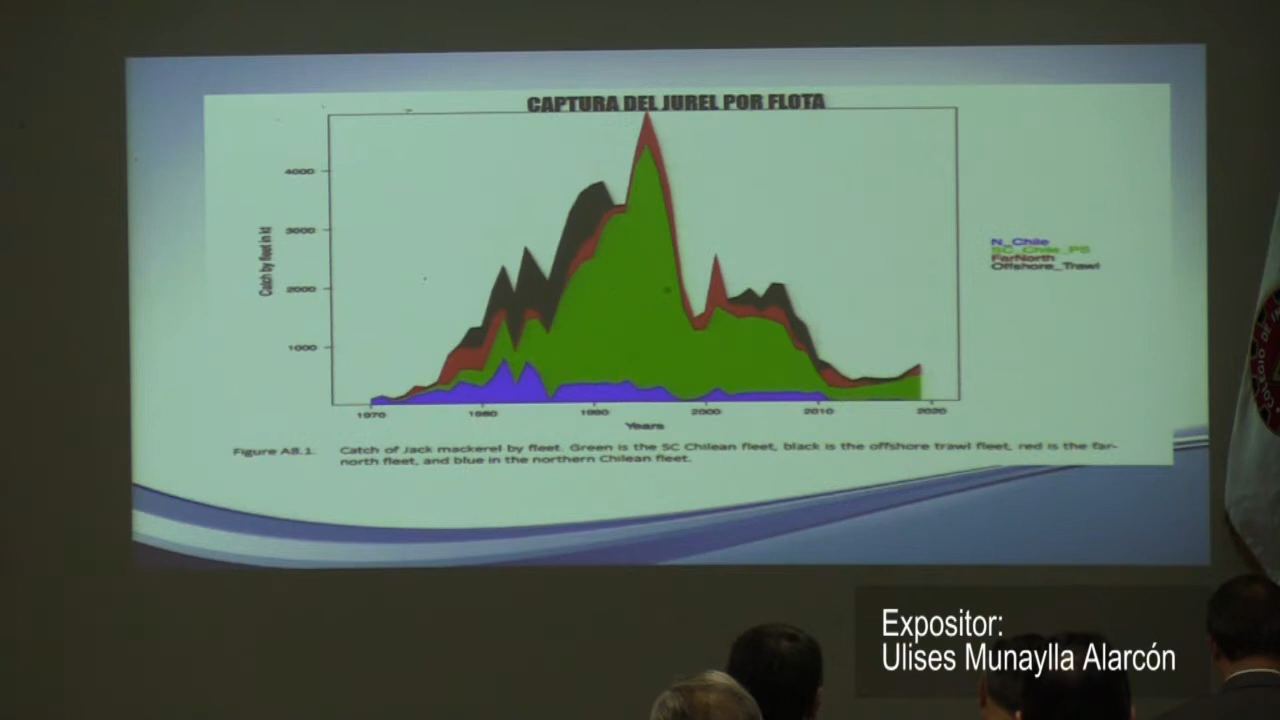 CAPTURA DEL JUREL POR FLOTA
4000
3000
2000
1000
Catch by fleet in kt
1970
1980
1990
2000
2010
2020
Years
N_Chile
SC_Chile_PS
FarNorth
Offshore_Trawl
Figure A8.1. Catch of Jack mackerel by fleet. Green is the SC Chilean fleet, black is the offshore trawl fleet, red is the far-
north fleet, and blue in the northern Chilean fleet.
COLEGIO DE IN
Expositor:
Ulises Munaylla Alarcón